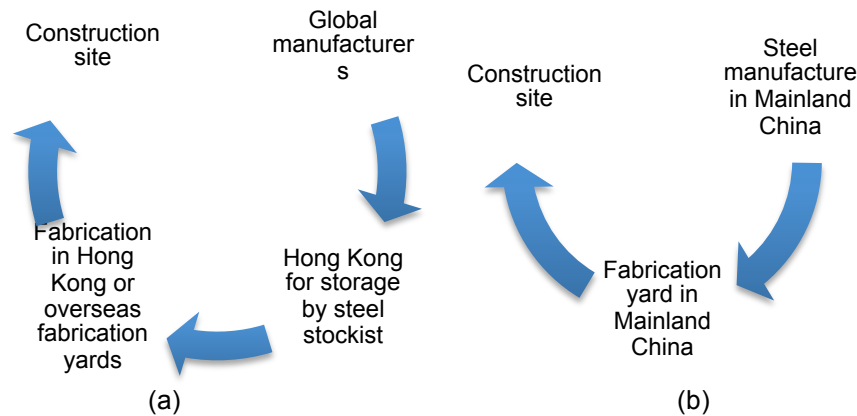 Construction
site
Global
manufacturer
s
Fabrication
in Hong
Kong or
overseas
fabrication
yards
Hong Kong
for storage
by steel
stockist
(a)
Construction
site
Steel
manufacture
in Mainland
China
Fabrication
yard in
Mainland
China
(b)